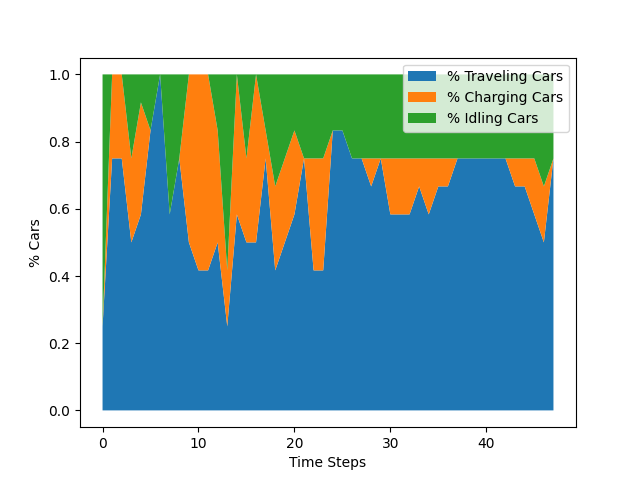 % Traveling Cars
% Charging Cars
% Idling Cars
1.0
0.8
0.6
0.4
0.2
0.0
% Cars
0
10
20
30
40
Time Steps